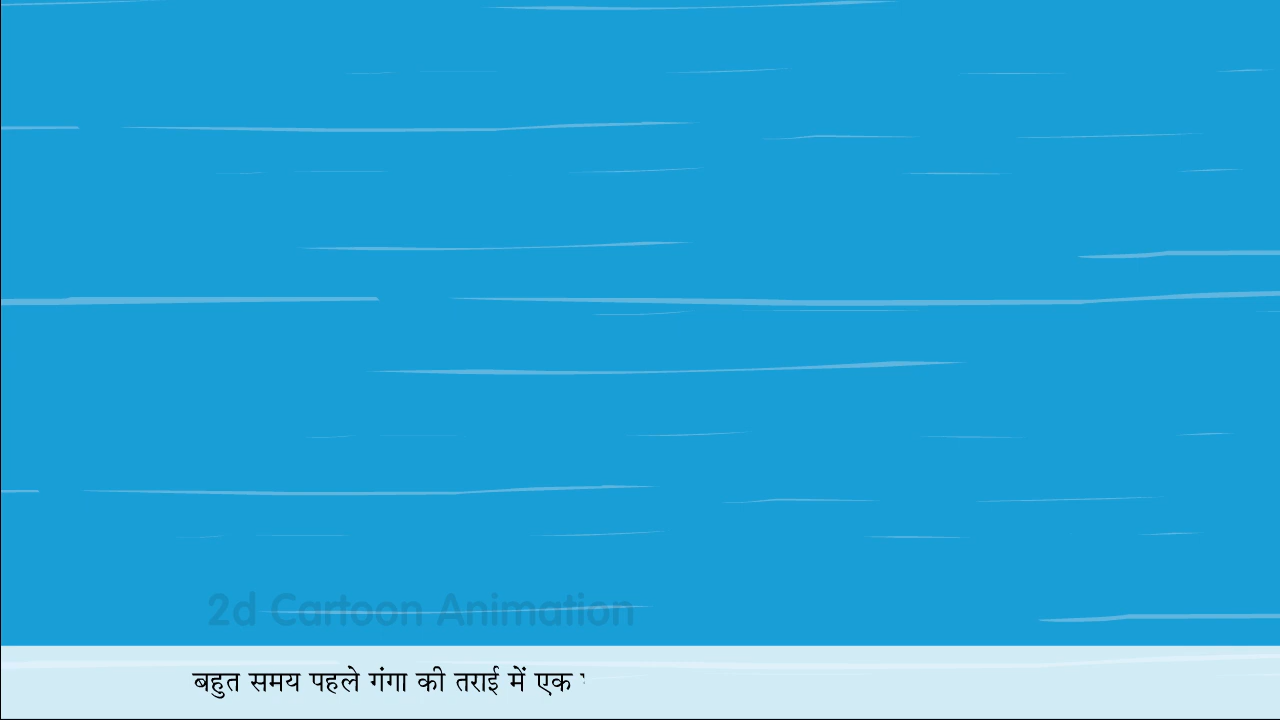 2d Cartoon Animation
बहुत समय पहले गंगा की तराई में एक